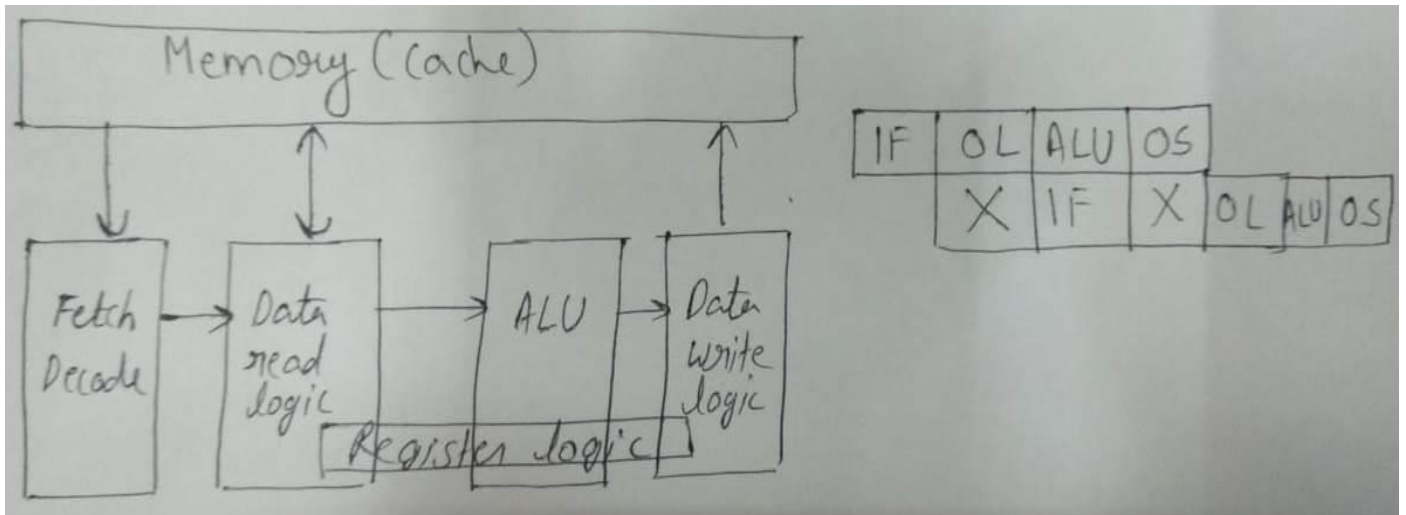 Memory (Cache)
IF OL ALU OS
X IF X OL ALU OS
Fetch
Decode
Data
read
logic
ALU
Data
write
logic
Register logic